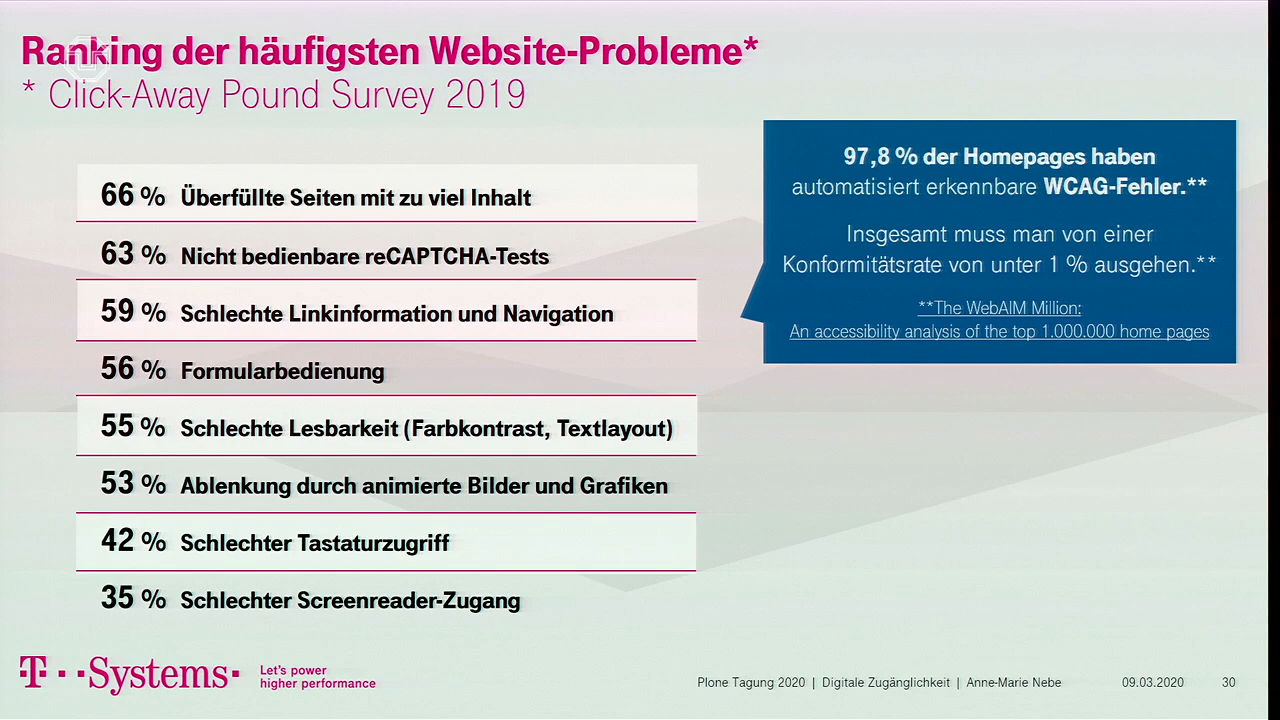 Ranking der häufigsten Website-Probleme*
* Click-Away Pound Survey 2019
66 % Überfüllte Seiten mit zu viel Inhalt
63 % Nicht bedienbare reCAPTCHA-Tests
59 % Schlechte Linkinformation und Navigation
56 % Formularbedienung
55 % Schlechte Lesbarkeit (Farbkontrast, Textlayout)
53 % Ablenkung durch animierte Bilder und Grafiken
42 % Schlechter Tastaturzugriff
35 % Schlechter Screenreader-Zugang
97,8 % der Homepages haben
automatisiert erkennbare WCAG-Fehler.**
Insgesamt muss man von einer
Konformitätsrate von unter 1 % ausgehen.**
**The WebAIM Million:
An accessibility analysis of the top 1.000.000 home pages
T··Systems·
Let's power
higher performance
Plone Tagung 2020 | Digitale Zugänglichkeit | Anne-Marie Nebe 09.03.2020 30